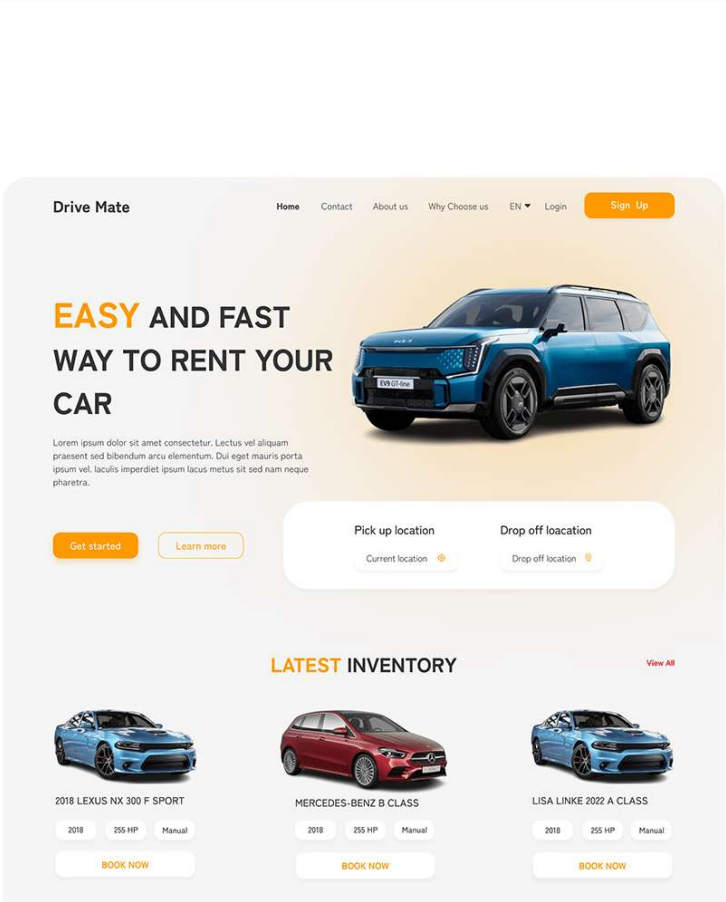 Drive Mate
Home Contact About us Why Choose us EN Login Sign Up
EASY AND FAST
WAY TO RENT YOUR
CAR
EV9 GT-line
Lorem ipsum dolor sit amet consectetur. Lectus vel aliquam
praesent sed bibendum arcu elementum. Dui eget mauris porta
ipsum vel. Iaculis imperdiet ipsum lacus metus sit sed nam neque
pharetra.
Get started Learn more
Pick up location Drop off loacation
Current location Drop off location
LATEST INVENTORY View All
2018 LEXUS NX 300 F SPORT
2018 255 HP Manual
BOOK NOW
MERCEDES-BENZ B CLASS
2018 255 HP Manual
BOOK NOW
LISA LINKE 2022 A CLASS
2018 255 HP Manual
BOOK NOW